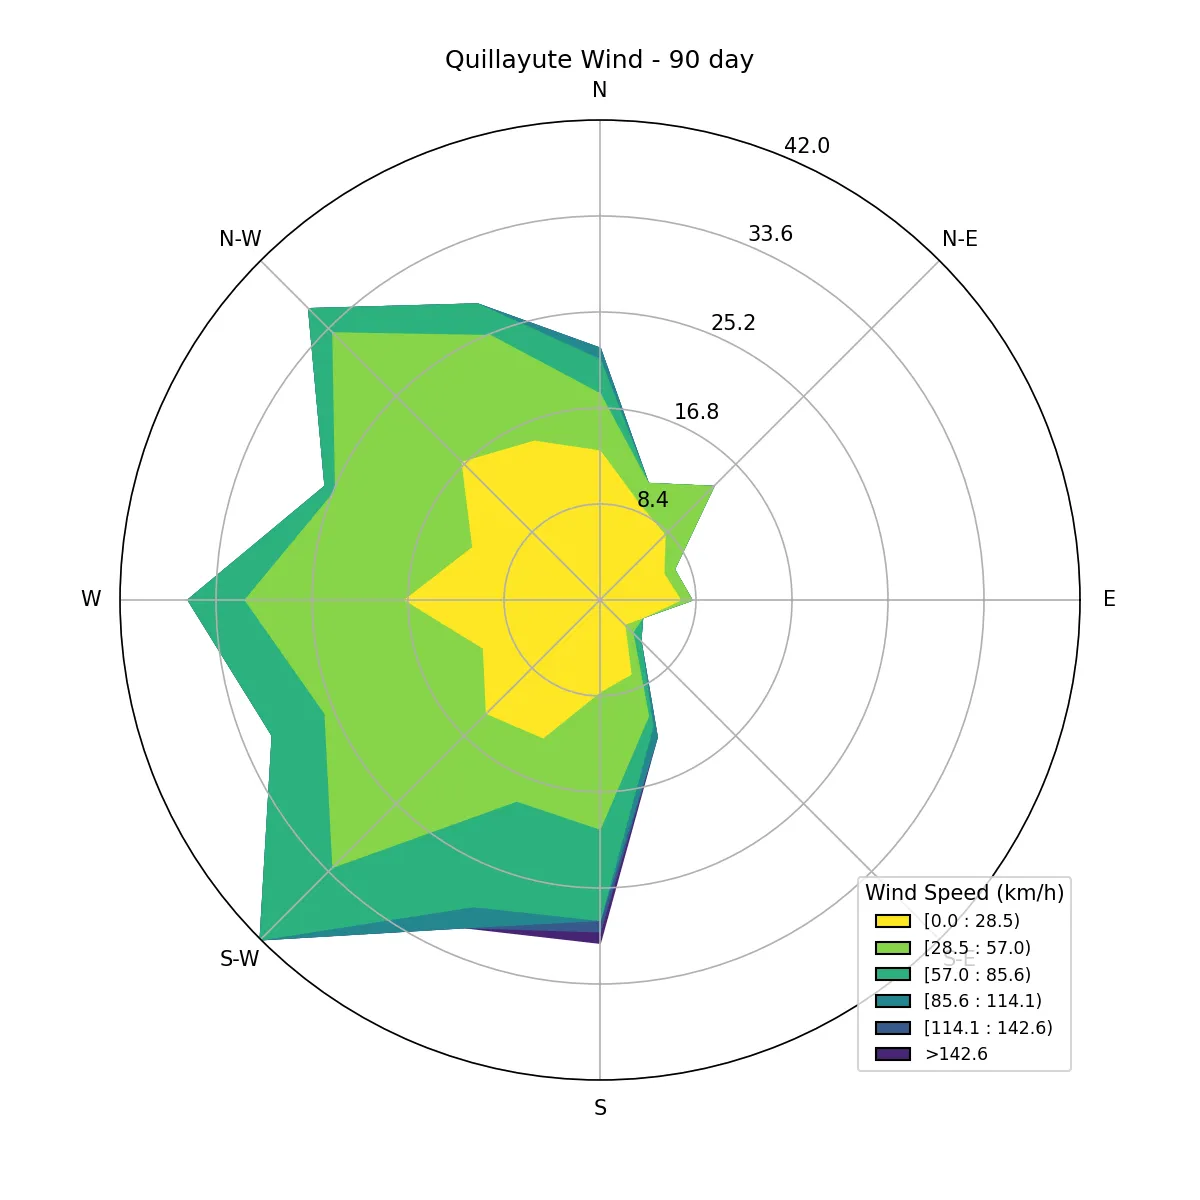 Quillayute Wind - 90 day
N
42.0
N-W
33.6
N-E
25.2
16.8
8.4
W
E
Wind Speed (km/h)
[0.0 : 28.5)
[28.5 : 57.0)
S-W
S-E
[57.0 : 85.6)
[85.6 : 114.1)
[114.1 : 142.6)
>142.6
S